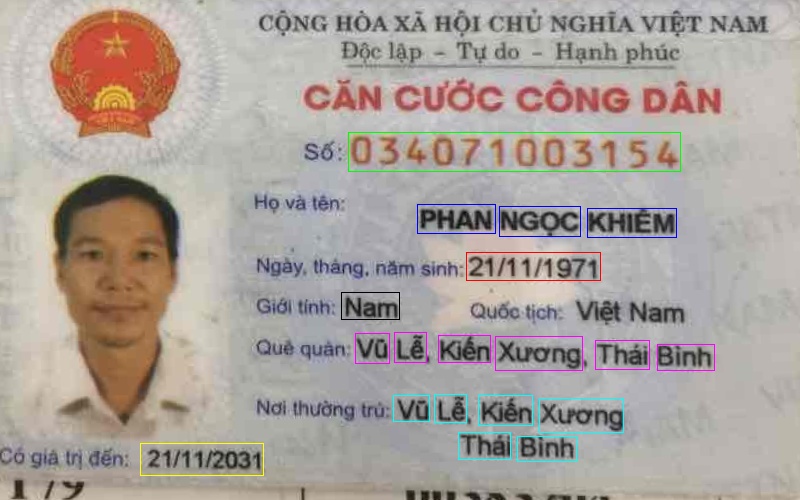 CỘNG HÒA XÃ HỘI CHỦ NGHĨA VIỆT NAM
Độc lập - Tự do - Hạnh phúc
CĂN CƯỚC CÔNG DÂN
Số: 034071003154
Họ và tên:
PHAN NGỌC KHIÊM
Ngày, tháng, năm sinh: 21/11/1971
Giới tính: Nam Quốc tịch: Việt Nam
Quê quán: Vũ Lễ, Kiến Xương, Thái Bình
Nơi thường trú: Vũ Lễ, Kiến Xương
Thái Bình
Có giá trị đến: 21/11/2031